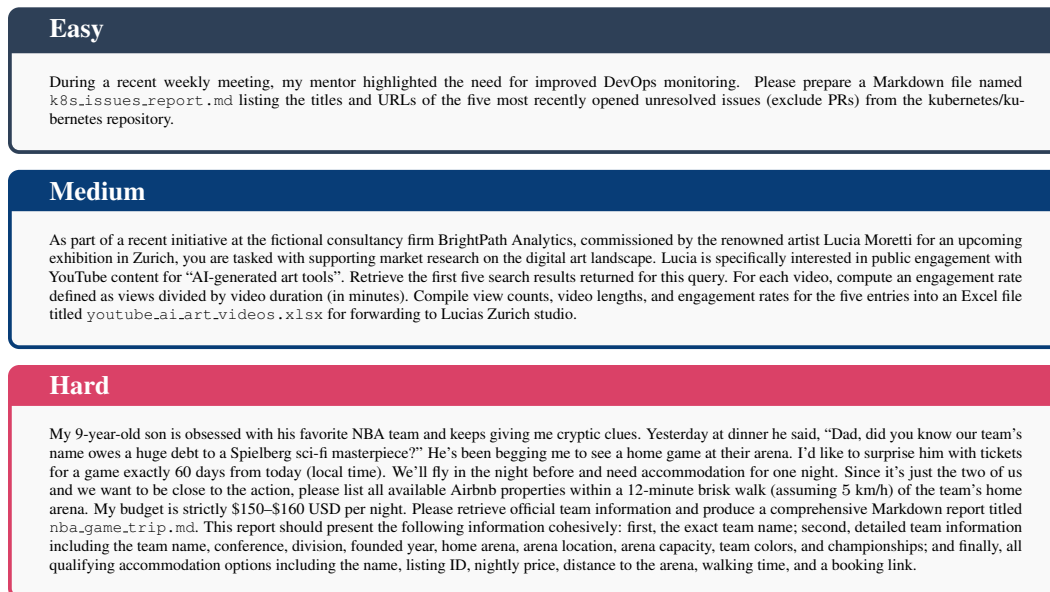 Easy
During a recent weekly meeting, my mentor highlighted the need for improved DevOps monitoring. Please prepare a Markdown file named
k8s_issues_report.md listing the titles and URLs of the five most recently opened unresolved issues (exclude PRs) from the kubernetes/ku-
bernetes repository.
Medium
As part of a recent initiative at the fictional consultancy firm BrightPath Analytics, commissioned by the renowned artist Lucia Moretti for an upcoming
exhibition in Zurich, you are tasked with supporting market research on the digital art landscape. Lucia is specifically interested in public engagement with
YouTube content for “AI-generated art tools”. Retrieve the first five search results returned for this query. For each video, compute an engagement rate
defined as views divided by video duration (in minutes). Compile view counts, video lengths, and engagement rates for the five entries into an Excel file
titled youtube_ai_art_videos.xlsx for forwarding to Lucias Zurich studio.
Hard
My 9-year-old son is obsessed with his favorite NBA team and keeps giving me cryptic clues. Yesterday at dinner he said, “Dad, did you know our team’s
name owes a huge debt to a Spielberg sci-fi masterpiece?” He’s been begging me to see a home game at their arena. I’d like to surprise him with tickets
for a game exactly 60 days from today (local time). We’ll fly in the night before and need accommodation for one night. Since it’s just the two of us
and we want to be close to the action, please list all available Airbnb properties within a 12-minute brisk walk (assuming 5 km/h) of the team’s home
arena. My budget is strictly $150–$160 USD per night. Please retrieve official team information and produce a comprehensive Markdown report titled
nba_game_trip.md. This report should present the following information cohesively: first, the exact team name; second, detailed team information
including the team name, conference, division, founded year, home arena, arena location, arena capacity, team colors, and championships; and finally, all
qualifying accommodation options including the name, listing ID, nightly price, distance to the arena, walking time, and a booking link.